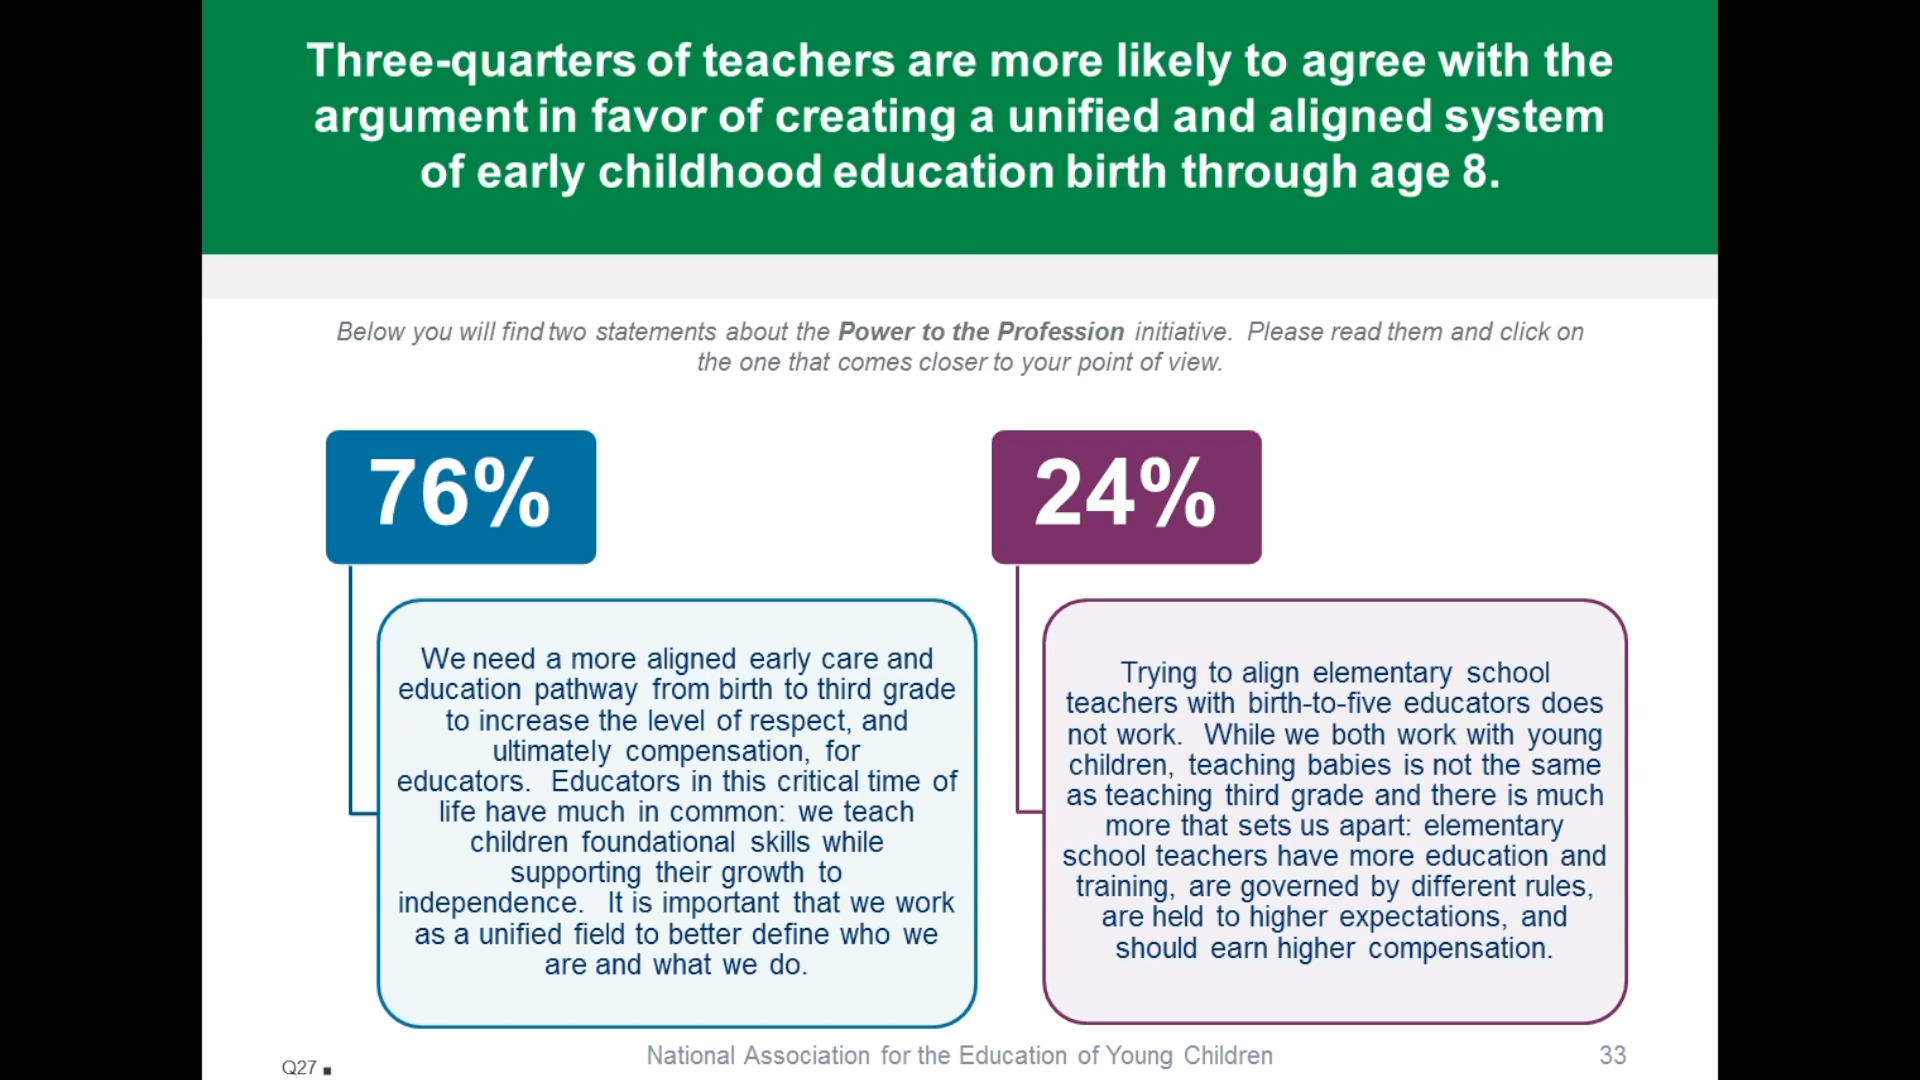 Three-quarters of teachers are more likely to agree with the
argument in favor of creating a unified and aligned system
of early childhood education birth through age 8.
Below you will find two statements about the Power to the Profession initiative.  Please read them and click on
the one that comes closer to your point of view.
76%
We need a more aligned early care and
education pathway from birth to third grade
to increase the level of respect, and
ultimately compensation, for
educators.  Educators in this critical time of
life have much in common: we teach
children foundational skills while
supporting their growth to
independence.  It is important that we work
as a unified field to better define who we
are and what we do.
24%
Trying to align elementary school
teachers with birth-to-five educators does
not work.  While we both work with young
children, teaching babies is not the same
as teaching third grade and there is much
more that sets us apart: elementary
school teachers have more education and
training, are governed by different rules,
are held to higher expectations, and
should earn higher compensation.
Q27
National Association for the Education of Young Children
33